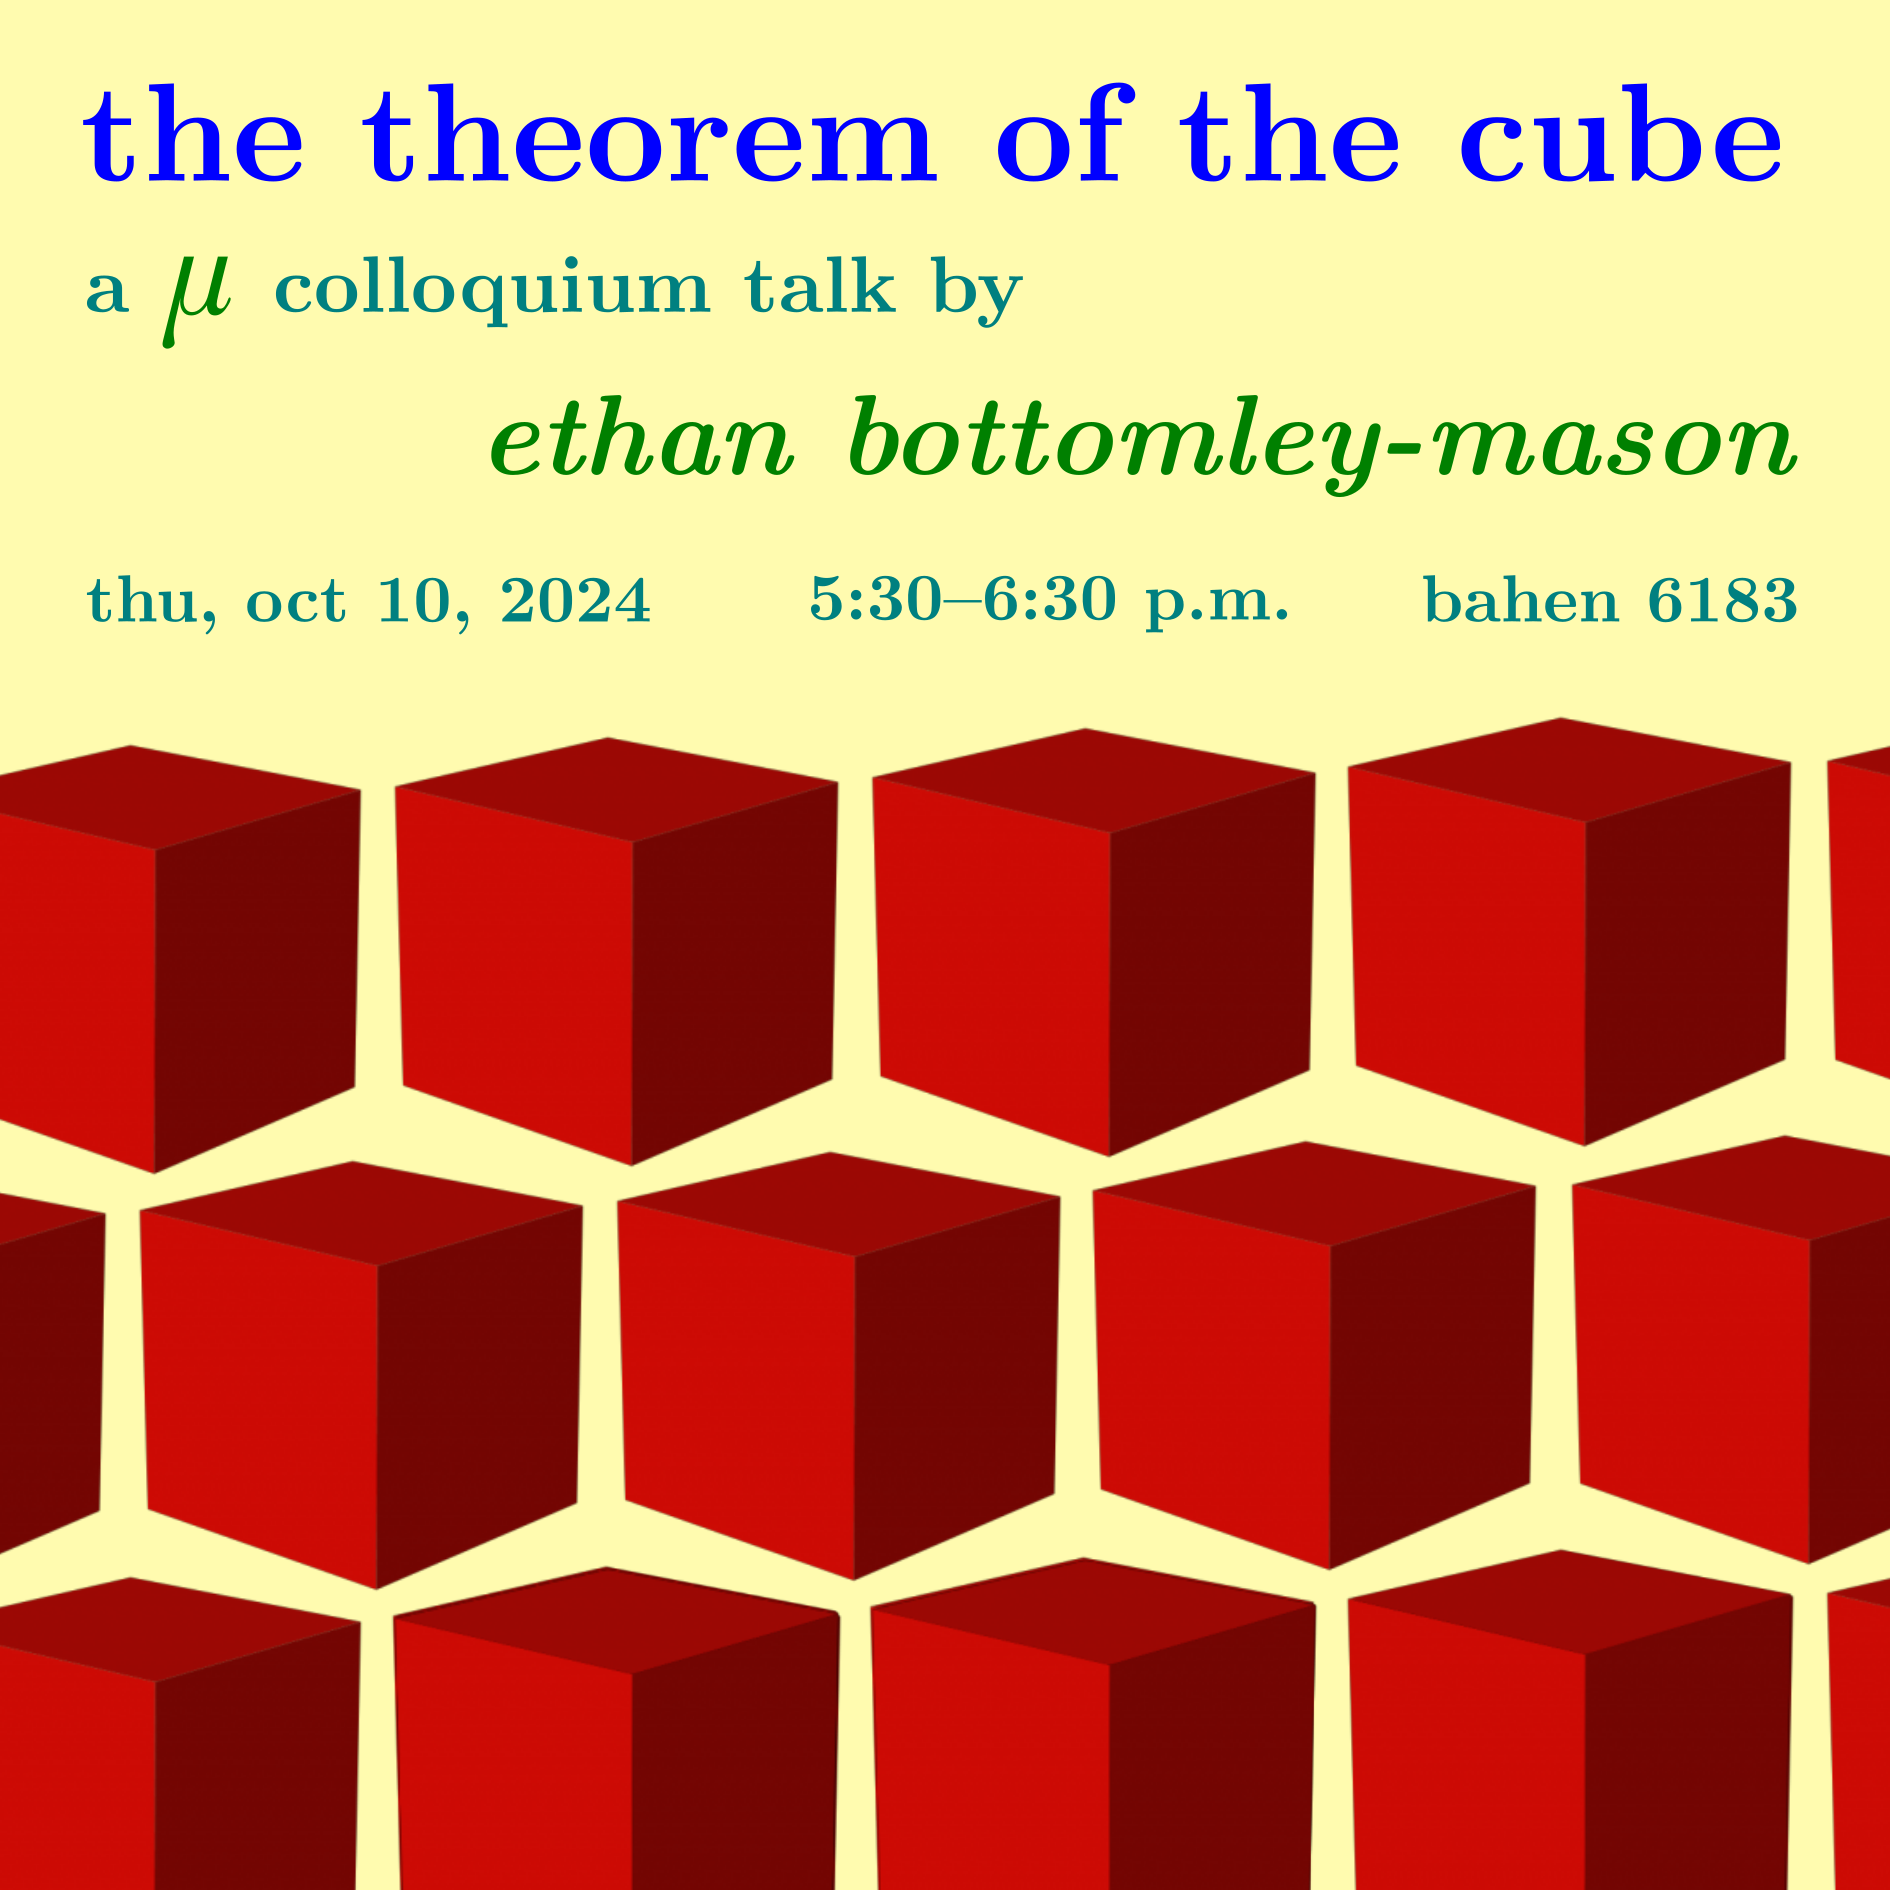 the theorem of the cube
a μ colloquium talk by
ethan bottomley-mason
thu, oct 10, 2024 5:30–6:30 p.m. bahen 6183